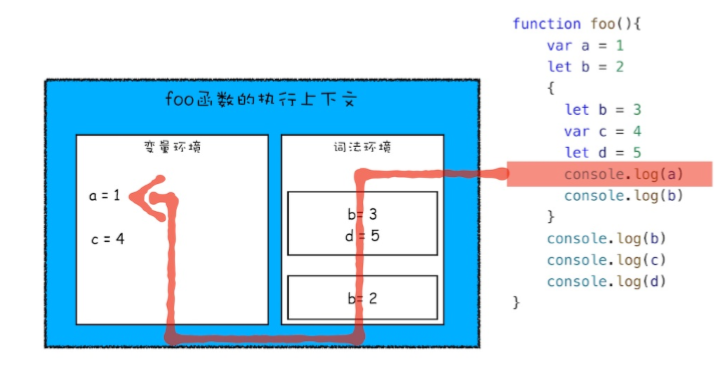 foo函数的执行上下文
变量环境
a = 1
c = 4
词法环境
b= 3
d = 5
b= 2
function foo(){
    var a = 1
    let b = 2
    {
      let b = 3
      var c = 4
      let d = 5
      console.log(a)
      console.log(b)
    }
    console.log(b)
    console.log(c)
    console.log(d)
}